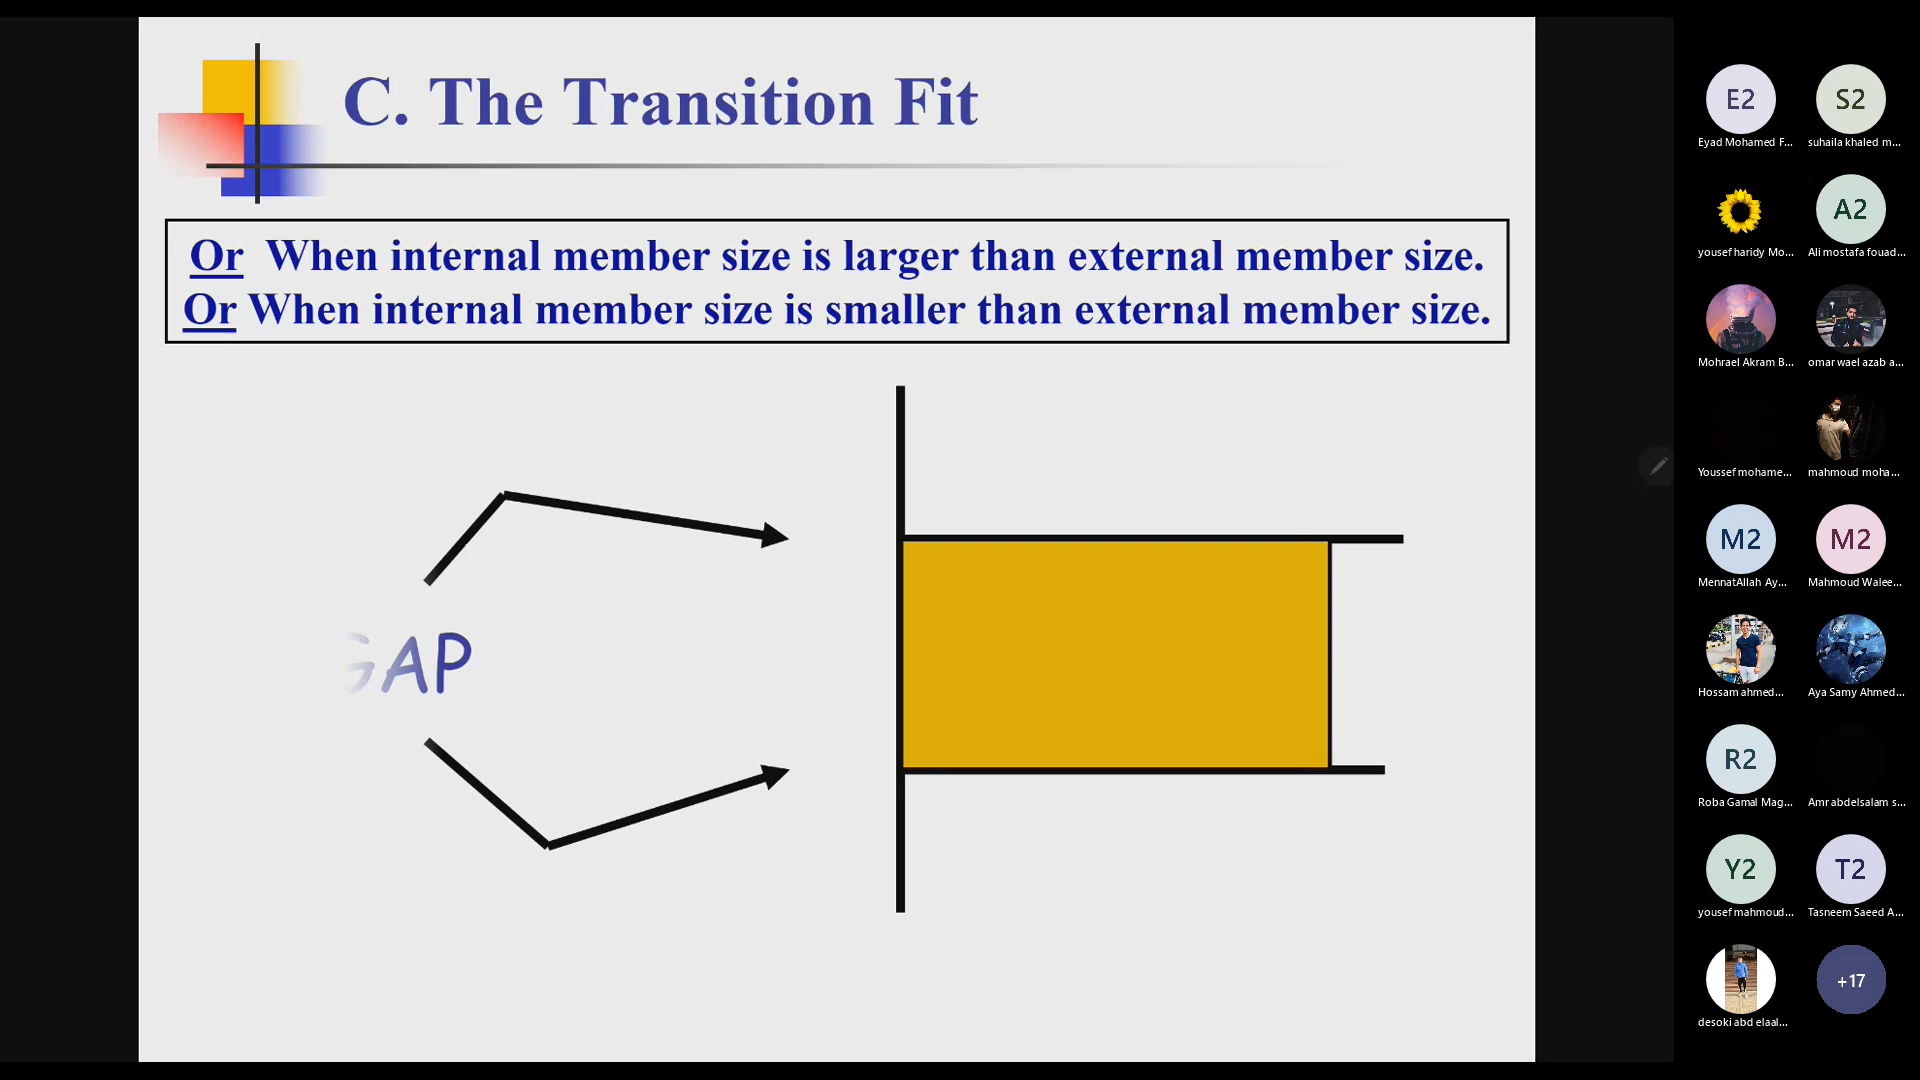 C. The Transition Fit
Or When internal member size is larger than external member size.
Or When internal member size is smaller than external member size.
GAP
E2
S2
Eyad Mohamed F...
suhaila khaled m...
A2
yousef haridy Mo...
Ali mostafa fouad...
Mohrael Akram B...
omar wael azab a...
Youssef mohame...
mahmoud moha...
M2
M2
MennatAllah Ay...
Mahmoud Walee...
Hossam ahmed...
Aya Samy Ahmed...
R2
Roba Gamal Mag...
Amr abdelsalam s...
Y2
T2
yousef mahmoud...
Tasneem Saeed A...
+17
desoki abd elaal...